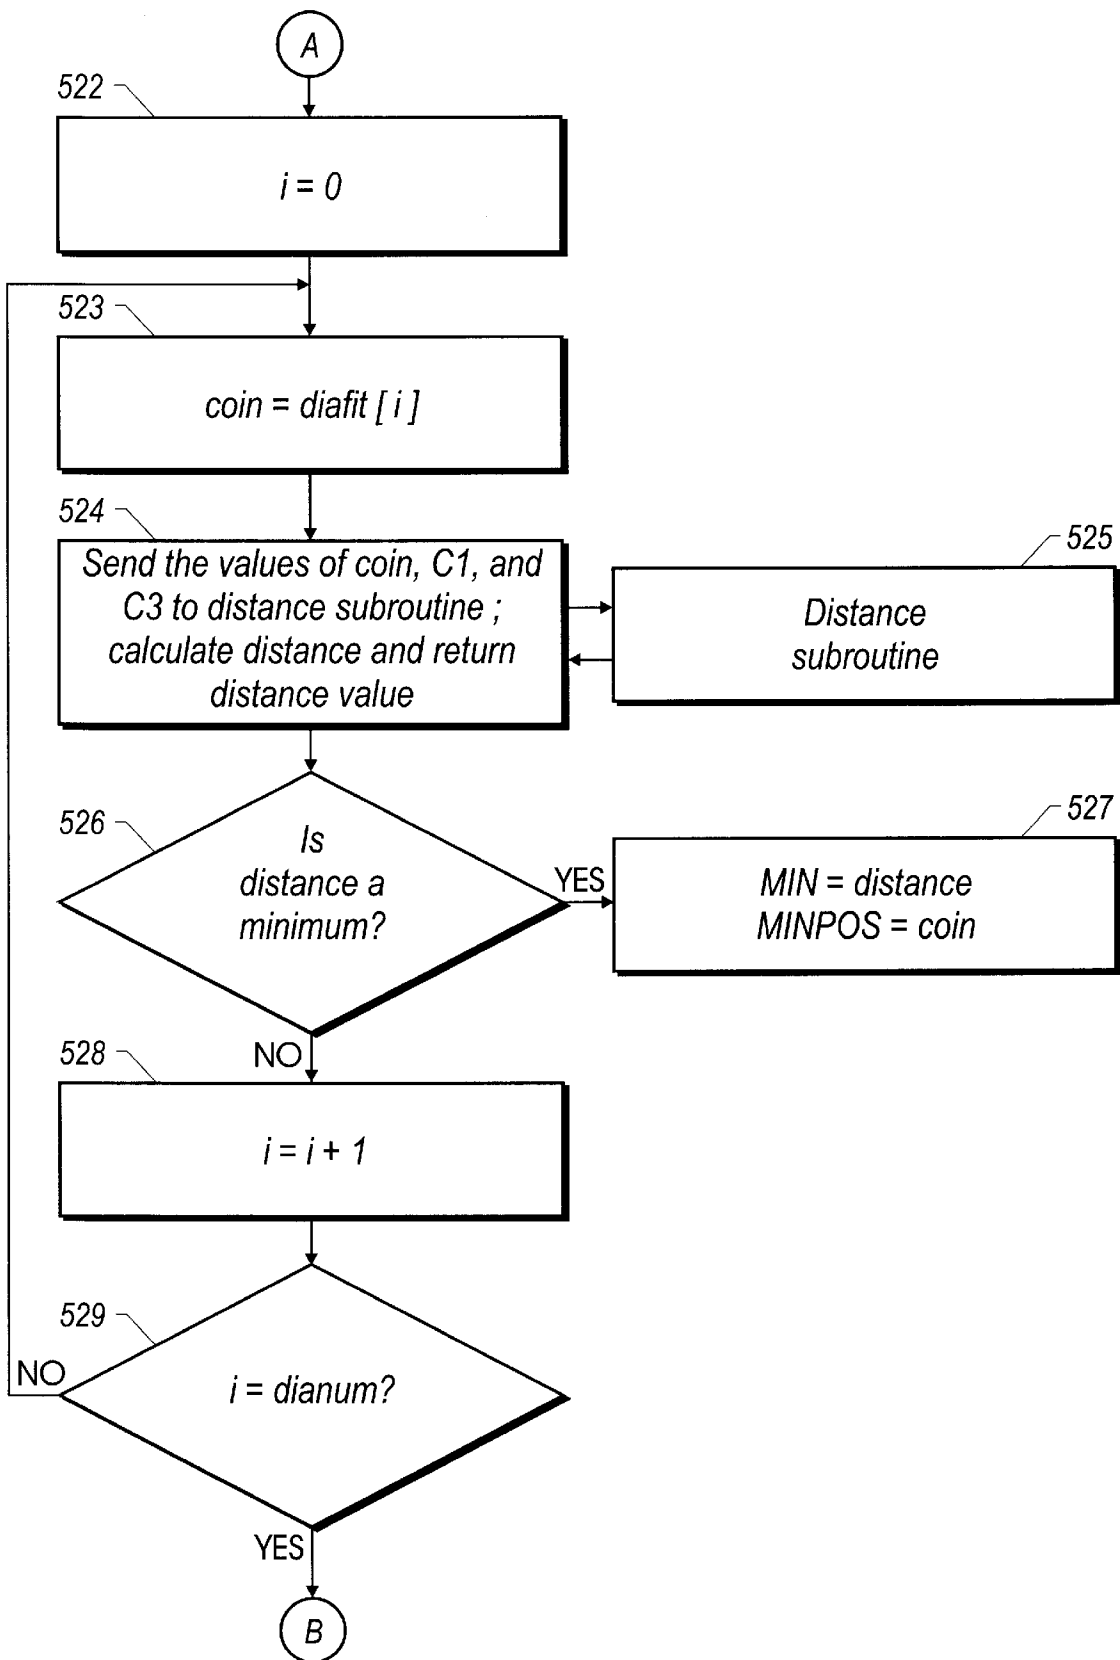 A
522
i = 0
523
coin = diafit [ i ]
524
Send the values of coin, C1, and
C3 to distance subroutine ;
calculate distance and return
distance value
525
Distance
subroutine
526
Is
distance a
minimum?
YES
527
MIN = distance
MINPOS = coin
NO
528
i = i + 1
529
i = dianum?
NO
YES
B